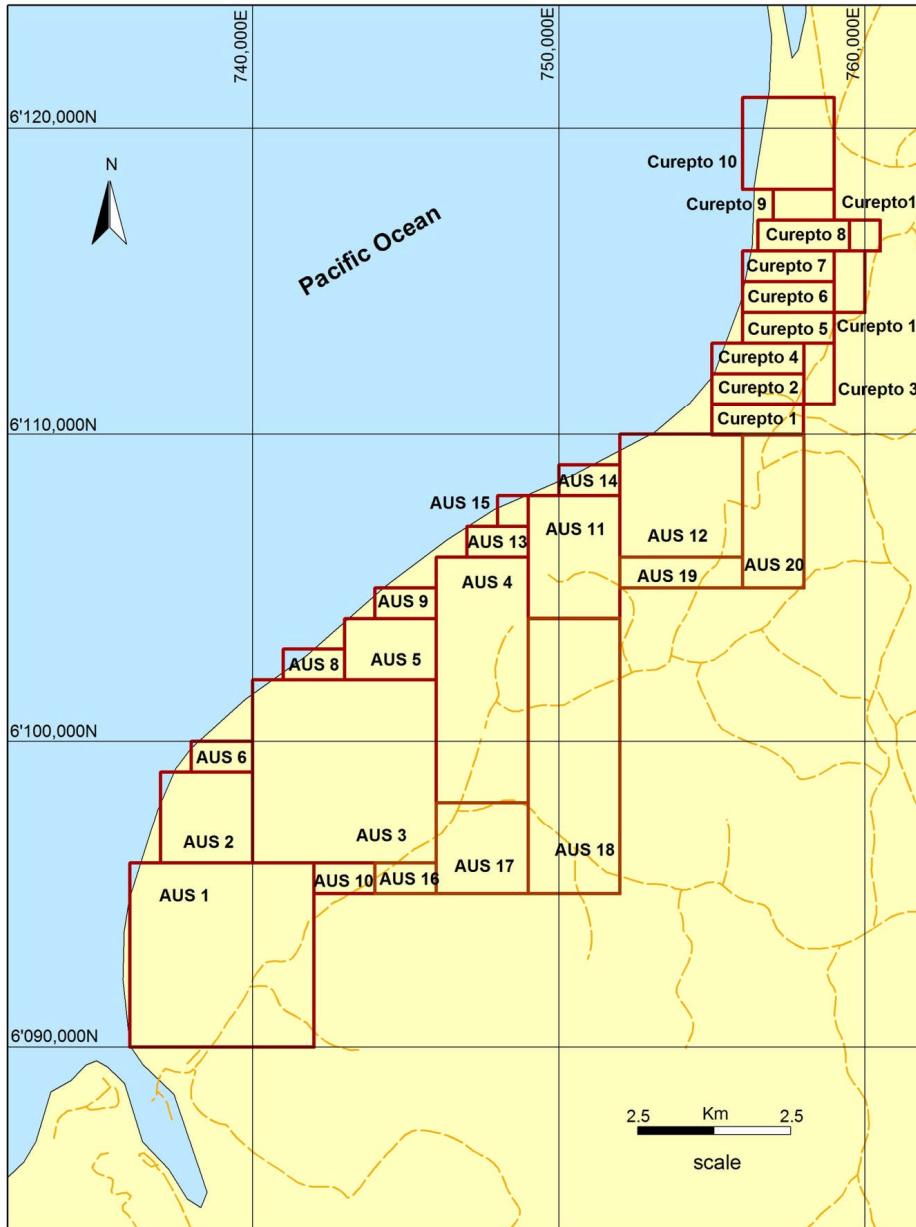 740,000E
750,000E
760,000E
6'120,000N
N
Curepto 10
Pacific Ocean
Curepto 9
Curepto1
Curepto 8
Curepto 7
Curepto 6
Curepto 5
Curepto 1
Curepto 4
Curepto 2
Curepto 3
Curepto 1
6'110,000N
AUS 14
AUS 15
AUS 11
AUS 13
AUS 12
AUS 4
AUS 19
AUS 20
AUS 9
AUS 5
AUS 8
6'100,000N
AUS 6
AUS 2
AUS 3
AUS 18
AUS 17
AUS 10
AUS 16
AUS 1
6'090,000N
2.5 Km 2.5
scale